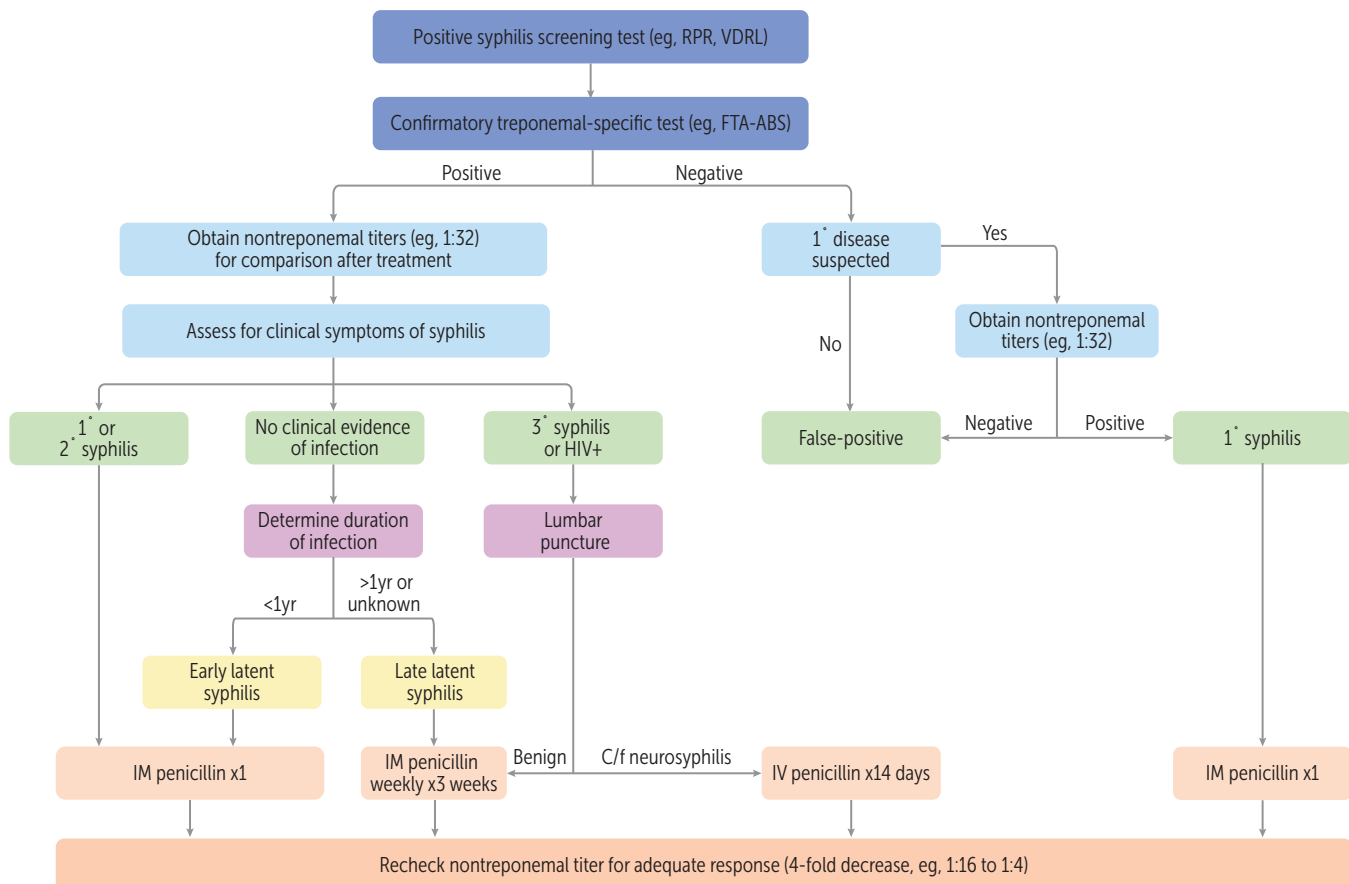 Positive syphilis screening test (eg, RPR, VDRL)
Confirmatory treponemal-specific test (eg, FTA-ABS)
Positive
Negative
Obtain nontreponemal titers (eg, 1:32)
for comparison after treatment
1˚ disease
suspected
Yes
Assess for clinical symptoms of syphilis
No
Obtain nontreponemal
titers (eg, 1:32)
1˚ or
2˚ syphilis
No clinical evidence
of infection
3˚ syphilis
or HIV+
False-positive
Negative
Positive
1˚ syphilis
Determine duration
of infection
Lumbar
puncture
<1yr
>1yr or
unknown
Early latent
syphilis
Late latent
syphilis
IM penicillin x1
IM penicillin
weekly x3 weeks
Benign
C/f neurosyphilis
IV penicillin x14 days
IM penicillin x1
Recheck nontreponemal titer for adequate response (4-fold decrease, eg, 1:16 to 1:4)